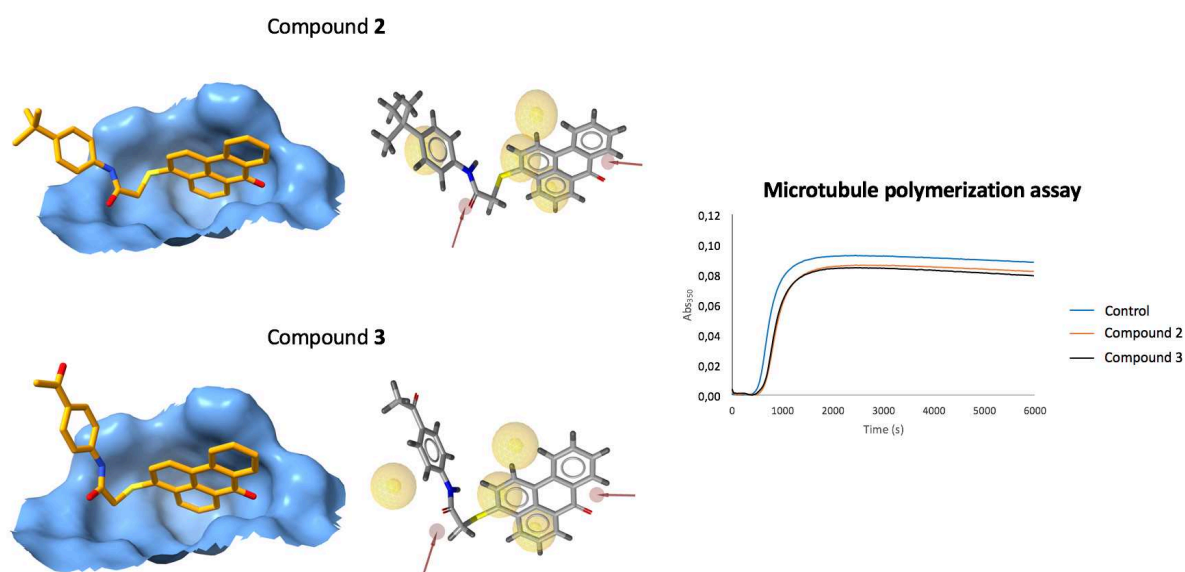 Compound 2
Compound 3
Microtubule polymerization assay
0,12
0,10
0,08
0,06
0,04
0,02
0,00
Abs350
0 1000 2000 3000 4000 5000 6000
Time (s)
Control
Compound 2
Compound 3